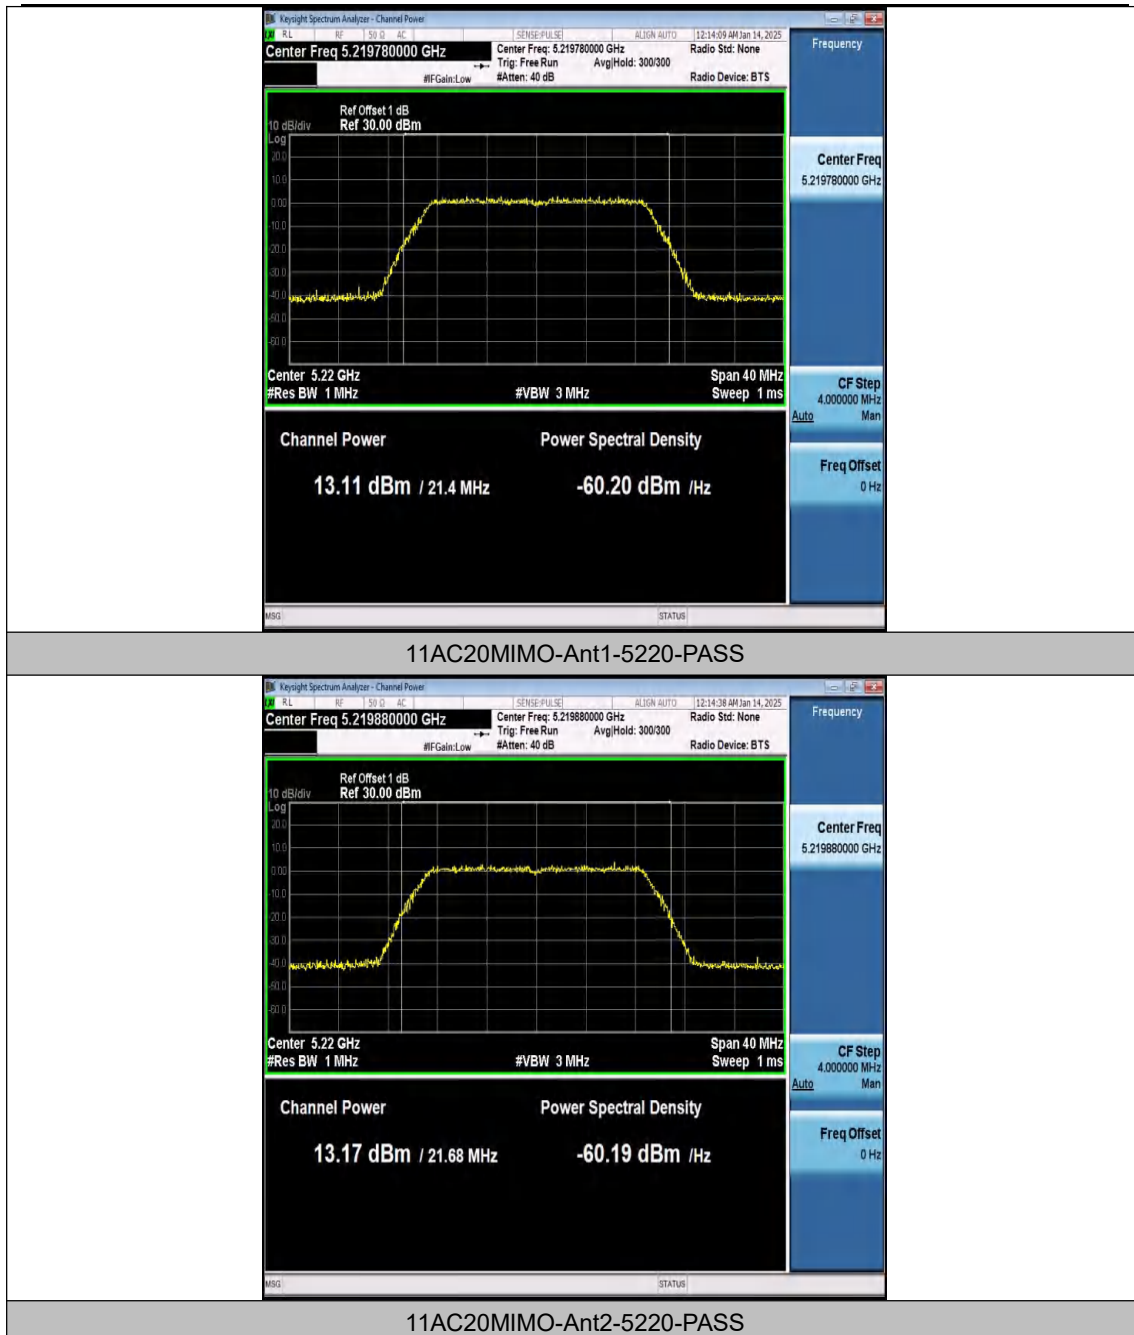 Keysight Spectrum Analyzer - Channel Power
RL RF 50 Ω AC SENSE:PULSE ALIGN AUTO 12:14:09 AM Jan 14, 2025
Center Freq 5.219780000 GHz Center Freq: 5.219780000 GHz Radio Std: None Frequency
Trig: Free Run Avg|Hold: 300/300
#IFGain:Low #Atten: 40 dB Radio Device: BTS
Ref Offset 1 dB
10 dB/div Ref 30.00 dBm
Log
20.0
10.0
0.00
-10.0
-20.0
-30.0
-40.0
-50.0
-60.0
Center Freq
5.219780000 GHz
Center 5.22 GHz Span 40 MHz
#Res BW 1 MHz #VBW 3 MHz Sweep 1 ms
CF Step
4.000000 MHz
Auto Man
Channel Power Power Spectral Density
Freq Offset
0 Hz
13.11 dBm / 21.4 MHz -60.20 dBm /Hz
MSG STATUS
11AC20MIMO-Ant1-5220-PASS
Keysight Spectrum Analyzer - Channel Power
RL RF 50 Ω AC SENSE:PULSE ALIGN AUTO 12:14:38 AM Jan 14, 2025
Center Freq 5.219880000 GHz Center Freq: 5.219880000 GHz Radio Std: None Frequency
Trig: Free Run Avg|Hold: 300/300
#IFGain:Low #Atten: 40 dB Radio Device: BTS
Ref Offset 1 dB
10 dB/div Ref 30.00 dBm
Log
20.0
10.0
0.00
-10.0
-20.0
-30.0
-40.0
-50.0
-60.0
Center Freq
5.219880000 GHz
Center 5.22 GHz Span 40 MHz
#Res BW 1 MHz #VBW 3 MHz Sweep 1 ms
CF Step
4.000000 MHz
Auto Man
Channel Power Power Spectral Density
Freq Offset
0 Hz
13.17 dBm / 21.68 MHz -60.19 dBm /Hz
MSG STATUS
11AC20MIMO-Ant2-5220-PASS